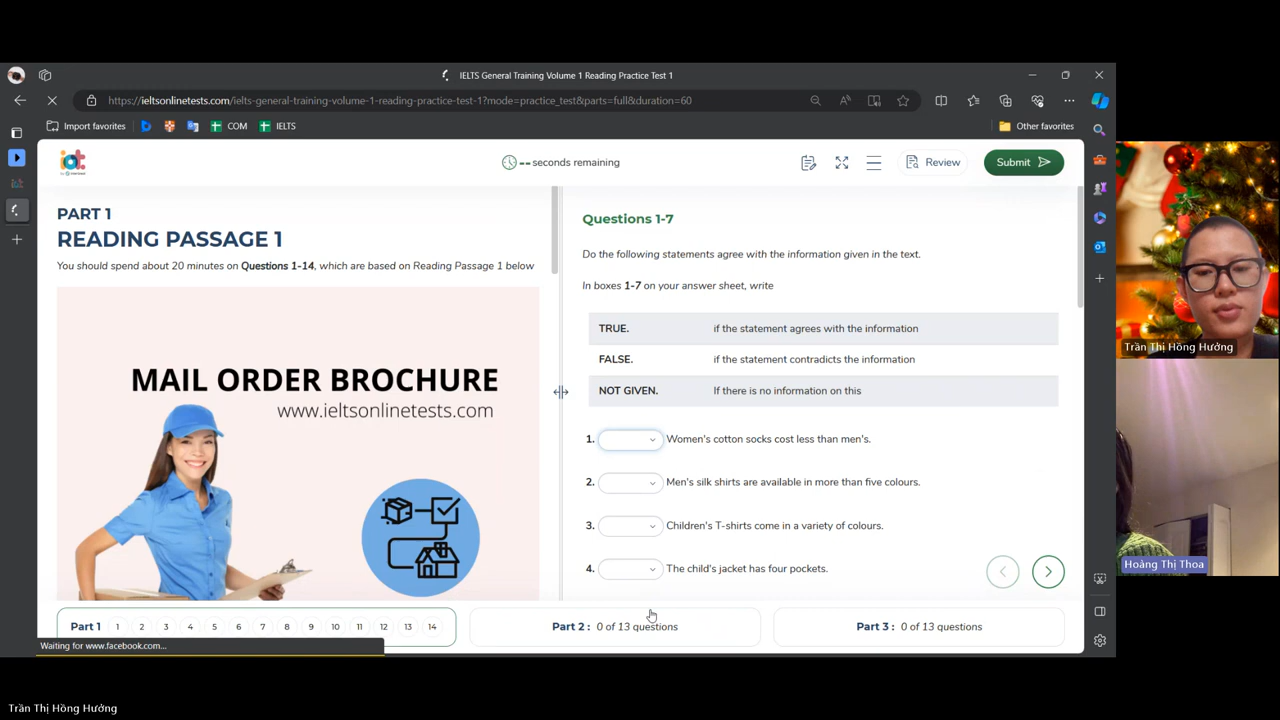 IELTS General Training Volume 1 Reading Practice Test 1
https://ieltsonlinetests.com/ielts-general-training-volume-1-reading-practice-test-1?mode=practice_test&parts=full&duration=60
Import favorites
COM
IELTS
Other favorites
iot
-- seconds remaining
Review
Submit
PART 1
READING PASSAGE 1
You should spend about 20 minutes on Questions 1-14, which are based on Reading Passage 1 below
MAIL ORDER BROCHURE
www.ieltsonlinetests.com
Questions 1-7
Do the following statements agree with the information given in the text.
In boxes 1-7 on your answer sheet, write
TRUE. if the statement agrees with the information
FALSE. if the statement contradicts the information
NOT GIVEN. If there is no information on this
1. Women's cotton socks cost less than men's.
2. Men's silk shirts are available in more than five colours.
3. Children's T-shirts come in a variety of colours.
4. The child's jacket has four pockets.
Part 1 1 2 3 4 5 6 7 8 9 10 11 12 13 14
Part 2 : 0 of 13 questions
Part 3 : 0 of 13 questions
Waiting for www.facebook.com...
Trần Thị Hồng Hưởng
Hoàng Thị Thoa
Trần Thị Hồng Hưởng